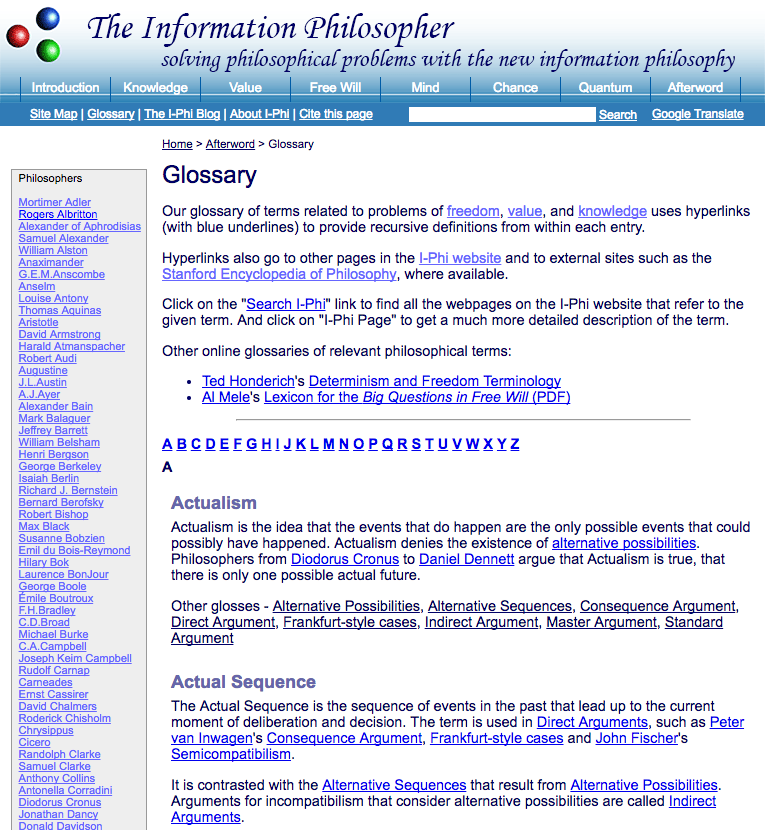 The Information Philosopher
solving philosophical problems with the new information philosophy
Introduction Knowledge Value Free Will Mind Chance Quantum Afterword
Site Map | Glossary | The I-Phi Blog | About I-Phi | Cite this page Search Google Translate
Home > Afterword > Glossary
Philosophers
Mortimer Adler
Rogers Albritton
Alexander of Aphrodisias
Samuel Alexander
William Alston
Anaximander
G.E.M.Anscombe
Anselm
Louise Antony
Thomas Aquinas
Aristotle
David Armstrong
Harald Atmanspacher
Robert Audi
Augustine
J.L.Austin
A.J.Ayer
Alexander Bain
Mark Balaguer
Jeffrey Barrett
William Belsham
Henri Bergson
George Berkeley
Isaiah Berlin
Richard J. Bernstein
Bernard Berofsky
Robert Bishop
Max Black
Susanne Bobzien
Emil du Bois-Reymond
Hilary Bok
Laurence BonJour
George Boole
Émile Boutroux
F.H.Bradley
C.D.Broad
Michael Burke
C.A.Campbell
Joseph Keim Campbell
Rudolf Carnap
Carneades
Ernst Cassirer
David Chalmers
Roderick Chisholm
Chrysippus
Cicero
Randolph Clarke
Samuel Clarke
Anthony Collins
Antonella Corradini
Diodorus Cronus
Jonathan Dancy
Donald Davidson
Glossary
Our glossary of terms related to problems of freedom, value, and knowledge uses hyperlinks
(with blue underlines) to provide recursive definitions from within each entry.
Hyperlinks also go to other pages in the I-Phi website and to external sites such as the
Stanford Encyclopedia of Philosophy, where available.
Click on the "Search I-Phi" link to find all the webpages on the I-Phi website that refer to the
given term. And click on "I-Phi Page" to get a much more detailed description of the term.
Other online glossaries of relevant philosophical terms:
• Ted Honderich's Determinism and Freedom Terminology
• Al Mele's Lexicon for the Big Questions in Free Will (PDF)
A B C D E F G H I J K L M N O P Q R S T U V W X Y Z
A
Actualism
Actualism is the idea that the events that do happen are the only possible events that could
possibly have happened. Actualism denies the existence of alternative possibilities.
Philosophers from Diodorus Cronus to Daniel Dennett argue that Actualism is true, that
there is only one possible actual future.
Other glosses - Alternative Possibilities, Alternative Sequences, Consequence Argument,
Direct Argument, Frankfurt-style cases, Indirect Argument, Master Argument, Standard
Argument
Actual Sequence
The Actual Sequence is the sequence of events in the past that lead up to the current
moment of deliberation and decision. The term is used in Direct Arguments, such as Peter
van Inwagen's Consequence Argument, Frankfurt-style cases and John Fischer's
Semicompatibilism.
It is contrasted with the Alternative Sequences that result from Alternative Possibilities.
Arguments for incompatibilism that consider alternative possibilities are called Indirect
Arguments.